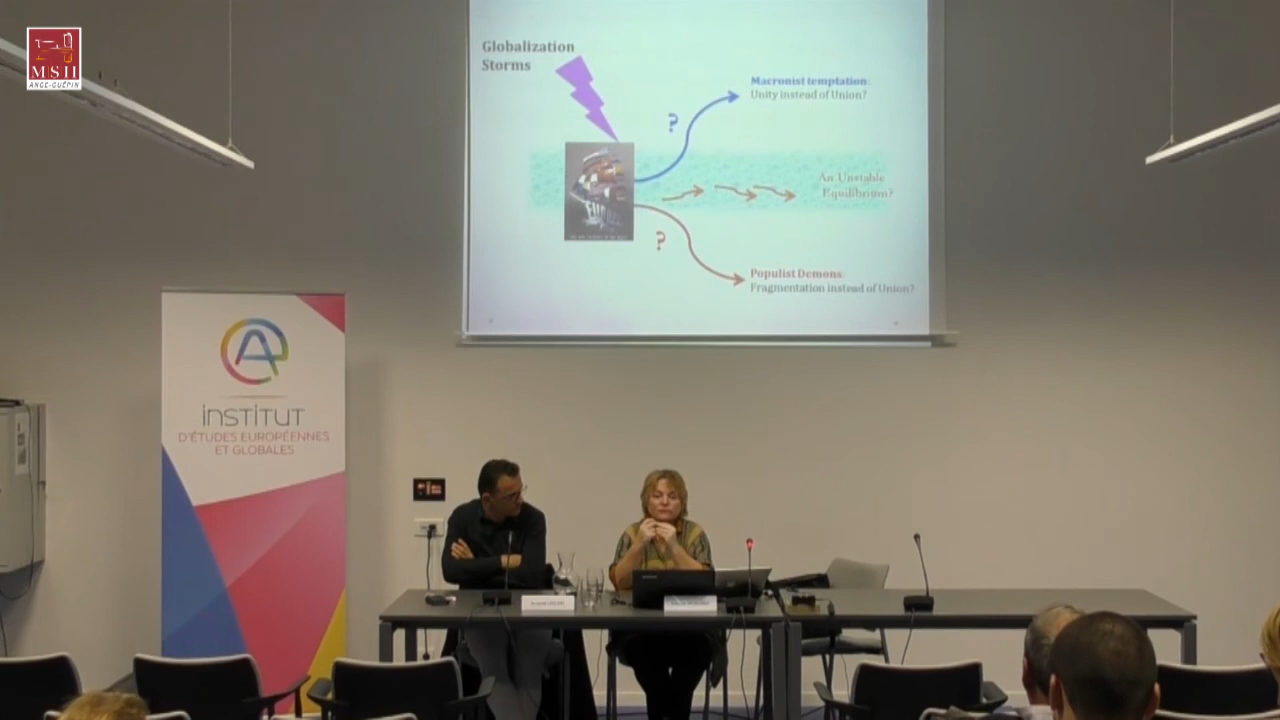 MSH
ANGE-GUÉPIN
Globalization
Storms
Macronist temptation:
Unity instead of Union?
?
An Unstable
Equilibrium?
?
Populist Demons:
Fragmentation instead of Union?
A
INSTITUT
D'ÉTUDES EUROPÉENNES
ET GLOBALES